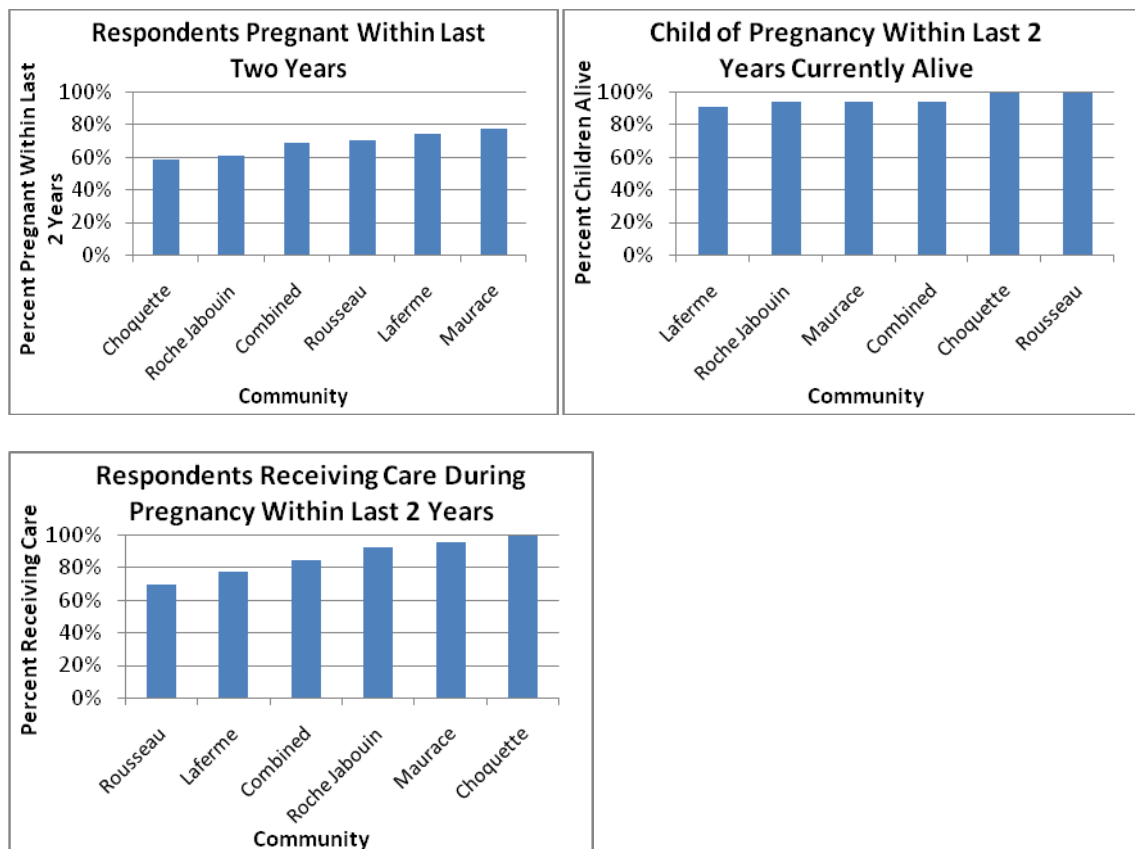 Respondents Pregnant Within Last
Two Years
Percent Pregnant Within Last
2 Years
100%
80%
60%
40%
20%
0%
Choquette
Roche Jabouin
Combined
Rousseau
Laferme
Maurace
Community
Child of Pregnancy Within Last 2
Years Currently Alive
Percent Children Alive
100%
80%
60%
40%
20%
0%
Laferme
Roche Jabouin
Maurace
Combined
Choquette
Rousseau
Community
Respondents Receiving Care During
Pregnancy Within Last 2 Years
Percent Receiving Care
100%
80%
60%
40%
20%
0%
Rousseau
Laferme
Combined
Roche Jabouin
Maurace
Choquette
Community